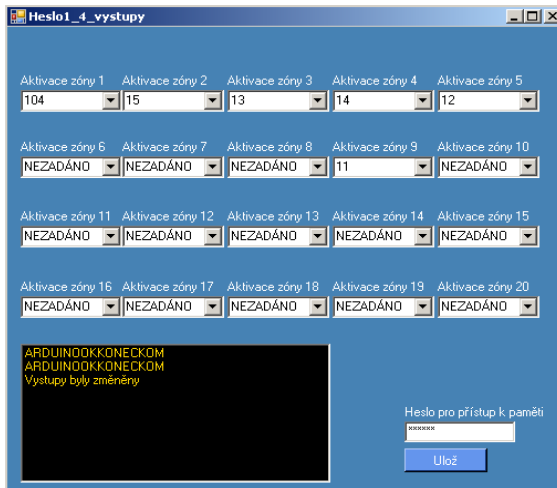 Heslo1_4_vystupy
Aktivace zóny 1 Aktivace zóny 2 Aktivace zóny 3 Aktivace zóny 4 Aktivace zóny 5
104 15 13 14 12
Aktivace zóny 6 Aktivace zóny 7 Aktivace zóny 8 Aktivace zóny 9 Aktivace zóny 10
NEZADÁNO NEZADÁNO NEZADÁNO 11 NEZADÁNO
Aktivace zóny 11 Aktivace zóny 12 Aktivace zóny 13 Aktivace zóny 14 Aktivace zóny 15
NEZADÁNO NEZADÁNO NEZADÁNO NEZADÁNO NEZADÁNO
Aktivace zóny 16 Aktivace zóny 17 Aktivace zóny 18 Aktivace zóny 19 Aktivace zóny 20
NEZADÁNO NEZADÁNO NEZADÁNO NEZADÁNO NEZADÁNO
ARDUINOOKKONECKOM
ARDUINOOKKONECKOM
Vystupy byly změněny
Heslo pro přístup k paměti
******
Ulož